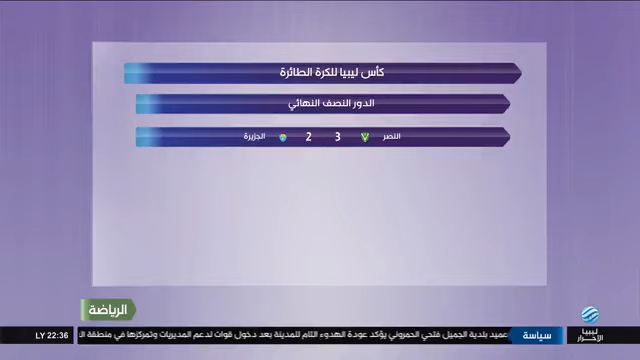 كأس ليبيا للكرة الطائرة
الدور النصف النهائي
النصر 3 2 الجزيرة
الرياضة
ليبيا
الأحرار
سياسة
عميد بلدية الجميل فتحي الحمروني يؤكد عودة الهدوء التام للمدينة بعد دخول قوات لدعم المديريات وتمركزها في منطقة
LY 22:36